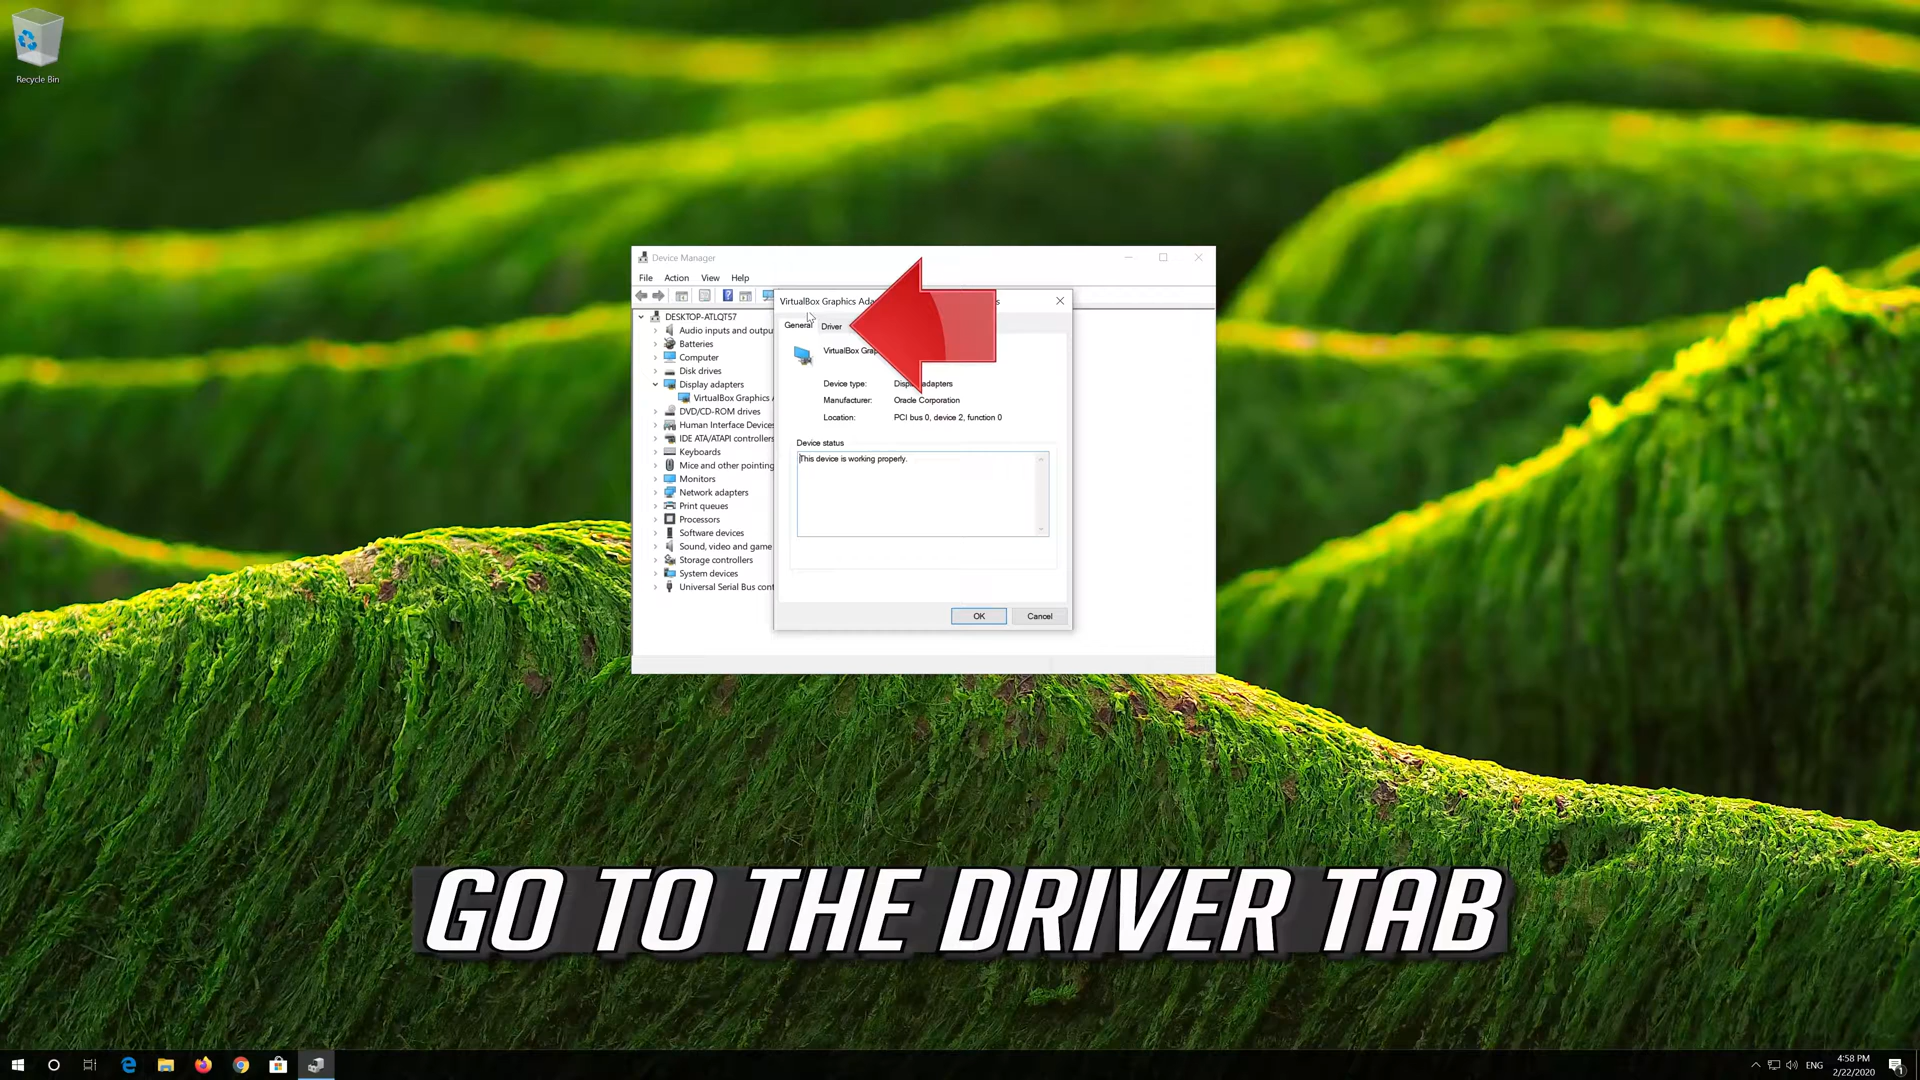 Recycle Bin
Device Manager
File Action View Help
DESKTOP-ATLQT57
Audio inputs and outpu
Batteries
Computer
Disk drives
Display adapters
VirtualBox Graphics A
DVD/CD-ROM drives
Human Interface Devices
IDE ATA/ATAPI controllers
Keyboards
Mice and other pointing
Monitors
Network adapters
Print queues
Processors
Software devices
Sound, video and game
Storage controllers
System devices
Universal Serial Bus cont
VirtualBox Graphics Ada s
General Driver
VirtualBox Grap
Device type: Display adapters
Manufacturer: Oracle Corporation
Location: PCI bus 0, device 2, function 0
Device status
This device is working properly.
OK Cancel
GO TO THE DRIVER TAB
ENG
4:58 PM
2/22/2020
1